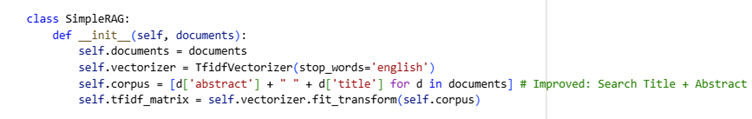 class SimpleRAG:
    def __init__(self, documents):
        self.documents = documents
        self.vectorizer = TfidfVectorizer(stop_words='english')
        self.corpus = [d['abstract'] + " " + d['title'] for d in documents] # Improved: Search Title + Abstract
        self.tfidf_matrix = self.vectorizer.fit_transform(self.corpus)